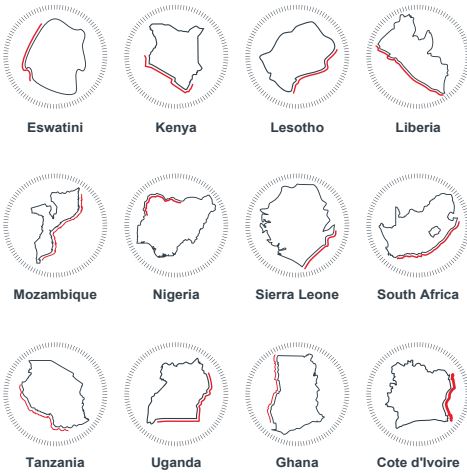 Eswatini
Kenya
Lesotho
Liberia
Mozambique
Nigeria
Sierra Leone
South Africa
Tanzania
Uganda
Ghana
Cote d'Ivoire